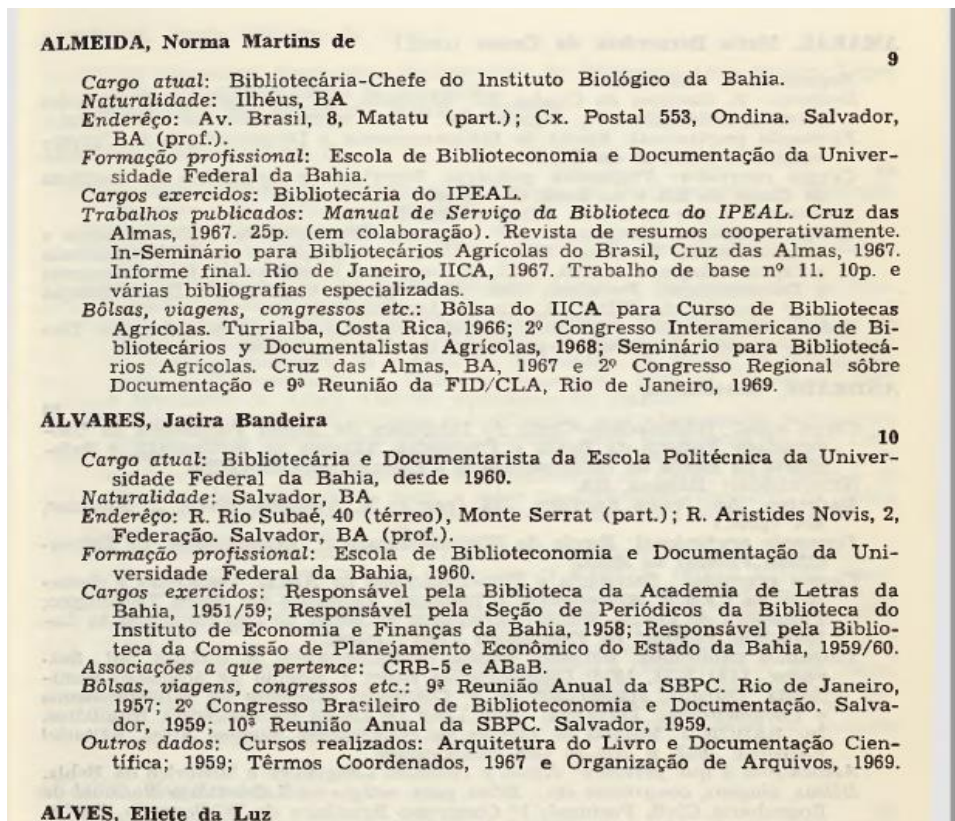 ALMEIDA, Norma Martins de
9
Cargo atual: Bibliotecária-Chefe do Instituto Biológico da Bahia.
Naturalidade: Ilhéus, BA
Enderêço: Av. Brasil, 8, Matatu (part.); Cx. Postal 553, Ondina. Salvador,
BA (prof.).
Formação profissional: Escola de Biblioteconomia e Documentação da Univer-
sidade Federal da Bahia.
Cargos exercidos: Bibliotecária do IPEAL.
Trabalhos publicados: Manual de Serviço da Biblioteca do IPEAL. Cruz das
Almas, 1967. 25p. (em colaboração). Revista de resumos cooperativamente.
In-Seminário para Bibliotecários Agrícolas do Brasil, Cruz das Almas, 1967.
Informe final. Rio de Janeiro, IICA, 1967. Trabalho de base nº 11. 10p. e
várias bibliografias especializadas.
Bôlsas, viagens, congressos etc.: Bôlsa do IICA para Curso de Bibliotecas
Agrícolas. Turrialba, Costa Rica, 1966; 2º Congresso Interamericano de Bi-
bliotecários y Documentalistas Agrícolas, 1968; Seminário para Bibliotecá-
rios Agrícolas. Cruz das Almas, BA, 1967 e 2º Congresso Regional sôbre
Documentação e 9ª Reunião da FID/CLA, Rio de Janeiro, 1969.
ÁLVARES, Jacira Bandeira
10
Cargo atual: Bibliotecária e Documentarista da Escola Politécnica da Univer-
sidade Federal da Bahia, desde 1960.
Naturalidade: Salvador, BA
Enderêço: R. Rio Subaé, 40 (térreo), Monte Serrat (part.); R. Aristides Novis, 2,
Federação. Salvador, BA (prof.).
Formação profissional: Escola de Biblioteconomia e Documentação da Uni-
versidade Federal da Bahia, 1960.
Cargos exercidos: Responsável pela Biblioteca da Academia de Letras da
Bahia, 1951/59; Responsável pela Seção de Periódicos da Biblioteca do
Instituto de Economia e Finanças da Bahia, 1958; Responsável pela Biblio-
teca da Comissão de Planejamento Econômico do Estado da Bahia, 1959/60.
Associações a que pertence: CRB-5 e ABaB.
Bôlsas, viagens, congressos etc.: 9ª Reunião Anual da SBPC. Rio de Janeiro,
1957; 2º Congresso Brasileiro de Biblioteconomia e Documentação. Salva-
dor, 1959; 10ª Reunião Anual da SBPC. Salvador, 1959.
Outros dados: Cursos realizados: Arquitetura do Livro e Documentação Cien-
tífica; 1959; Têrmos Coordenados, 1967 e Organização de Arquivos, 1969.
ALVES, Eliete da Luz